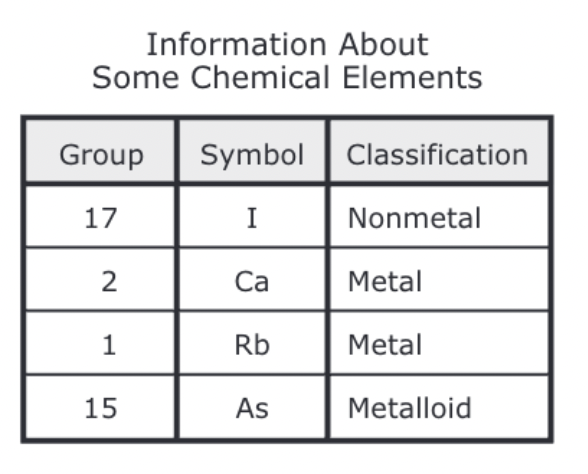 Information About
Some Chemical Elements
Group Symbol Classification
17 I Nonmetal
2 Ca Metal
1 Rb Metal
15 As Metalloid